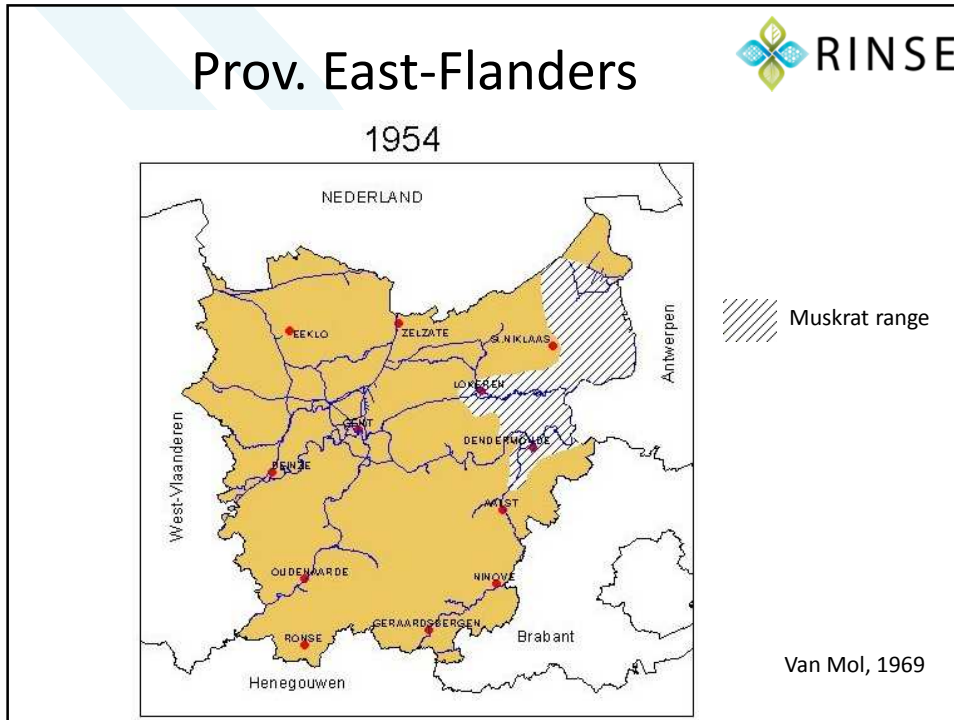 Prov. East-Flanders
RINSE
1954
NEDERLAND
EEKLO
ZELZATE
St.NIKLAAS
Antwerpen
Muskrat range
LOKEREN
GENT
DENDERMONDE
West-Vlaanderen
DEINZE
AALST
OUDENAARDE
NINOVE
GERAARDSBERGEN
RONSE
Brabant
Henegouwen
Van Mol, 1969